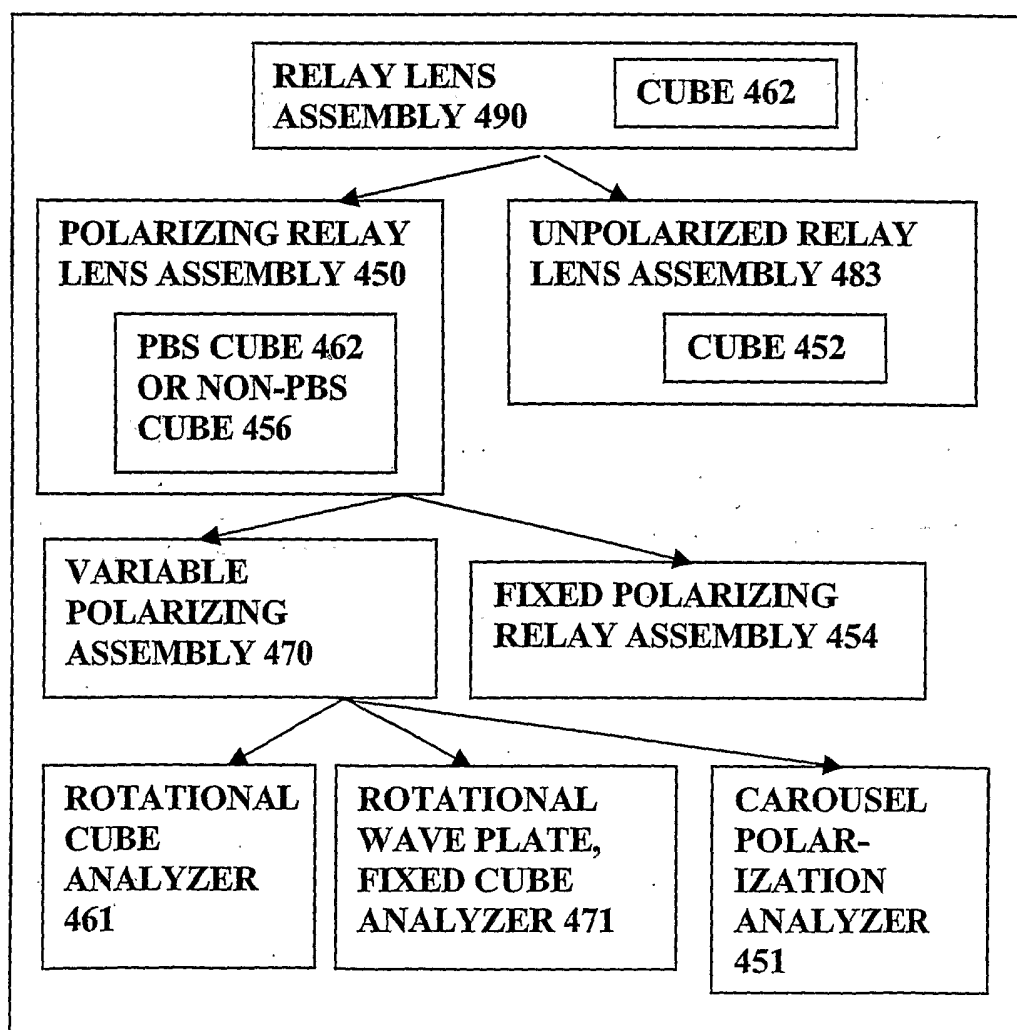 RELAY LENS
ASSEMBLY 490
CUBE 462
POLARIZING RELAY
LENS ASSEMBLY 450
PBS CUBE 462
OR NON-PBS
CUBE 456
UNPOLARIZED RELAY
LENS ASSEMBLY 483
CUBE 452
VARIABLE
POLARIZING
ASSEMBLY 470
FIXED POLARIZING
RELAY ASSEMBLY 454
ROTATIONAL
CUBE
ANALYZER
461
ROTATIONAL
WAVE PLATE,
FIXED CUBE
ANALYZER 471
CAROUSEL
POLAR-
IZATION
ANALYZER
451